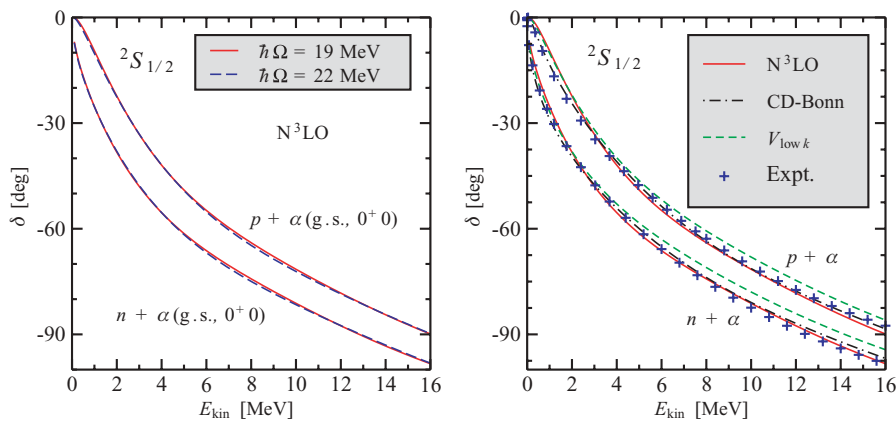 ²S₁/₂
ℏΩ = 19 MeV
ℏΩ = 22 MeV
N³LO
p + α (g.s., 0⁺0)
n + α (g.s., 0⁺0)
0
-30
-60
-90
δ [deg]
0 2 4 6 8 10 12 14 16
E_kin [MeV]
²S₁/₂
N³LO
CD-Bonn
V_low k
Expt.
p + α
n + α
0
-30
-60
-90
δ [deg]
0 2 4 6 8 10 12 14 16
E_kin [MeV]